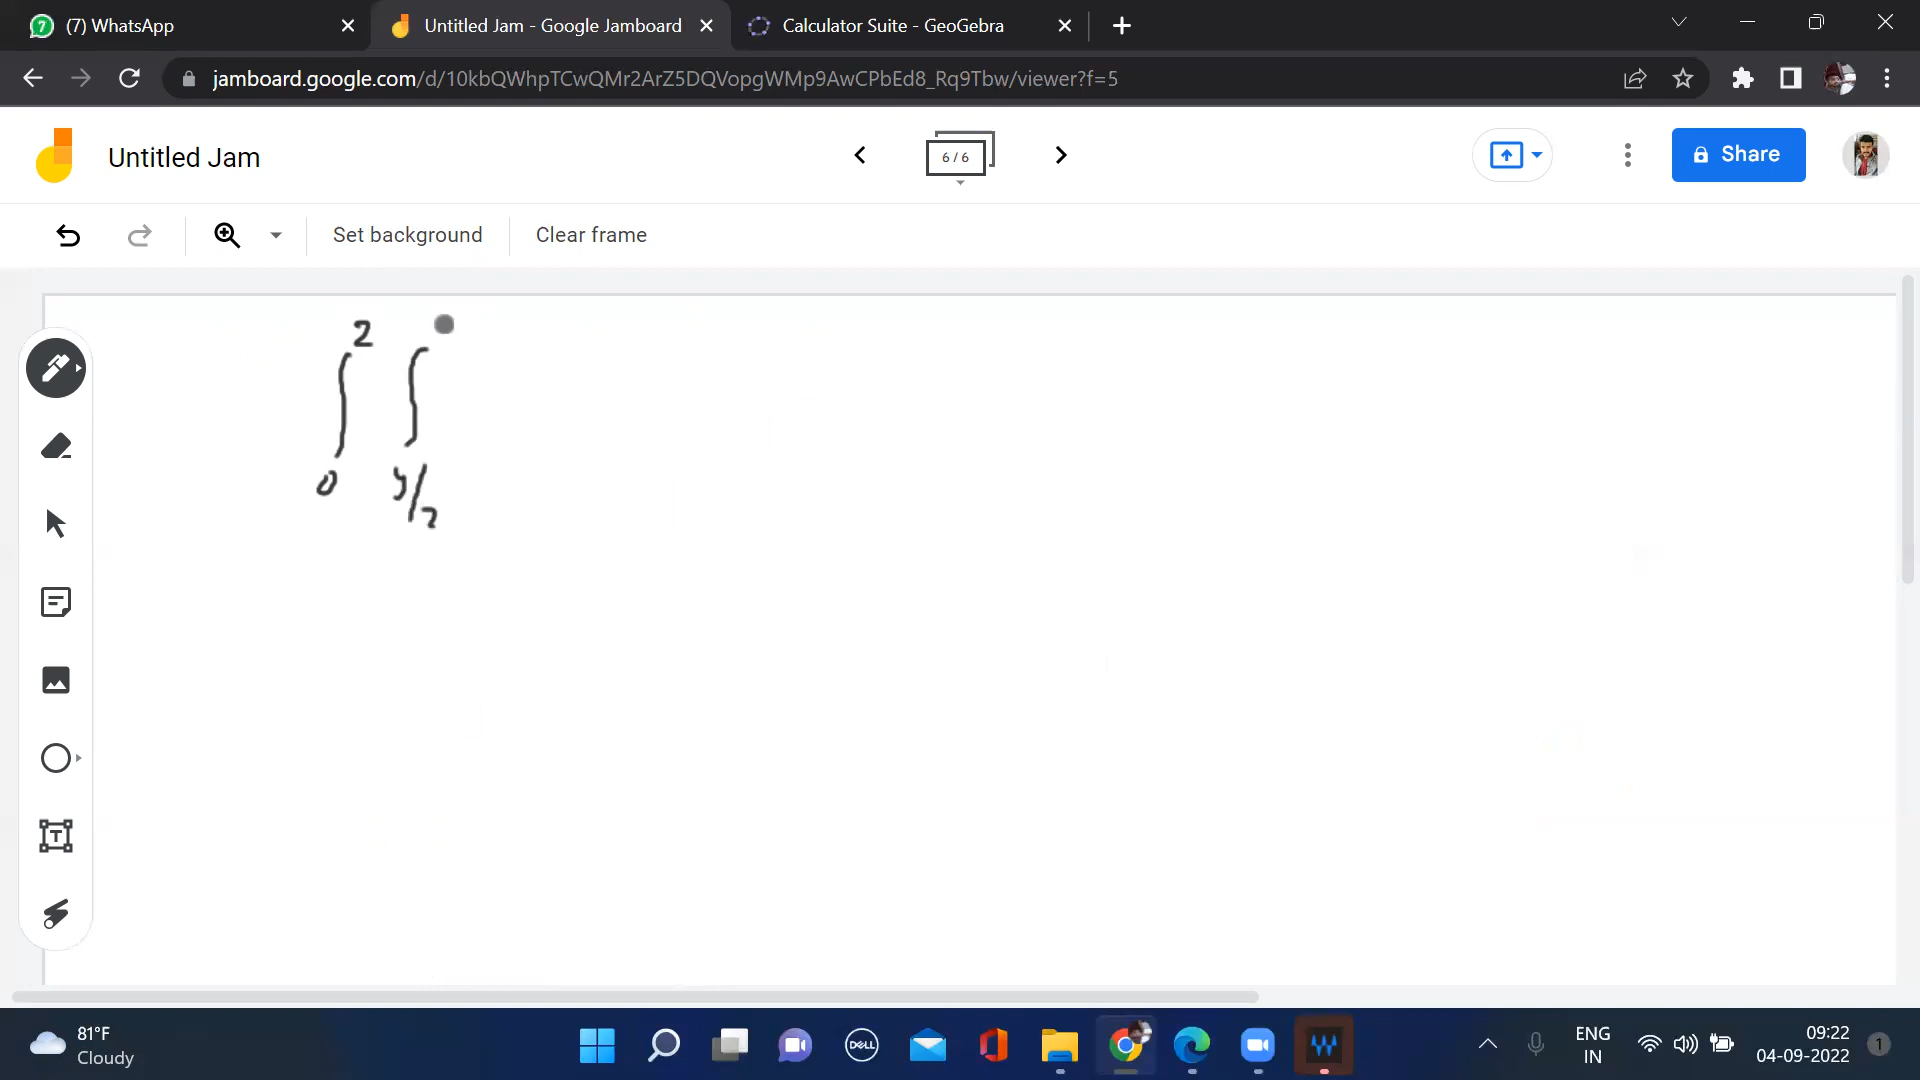 (7) WhatsApp
Untitled Jam - Google Jamboard
Calculator Suite - GeoGebra
jamboard.google.com/d/10kbQWhpTCwQMr2ArZ5DQVopgWMp9AwCPbEd8_Rq9Tbw/viewer?f=5
Untitled Jam
6 / 6
Share
Set background
Clear frame
2
∫ ∫
0 y/2
81°F
Cloudy
DELL
ENG
IN
09:22
04-09-2022
1